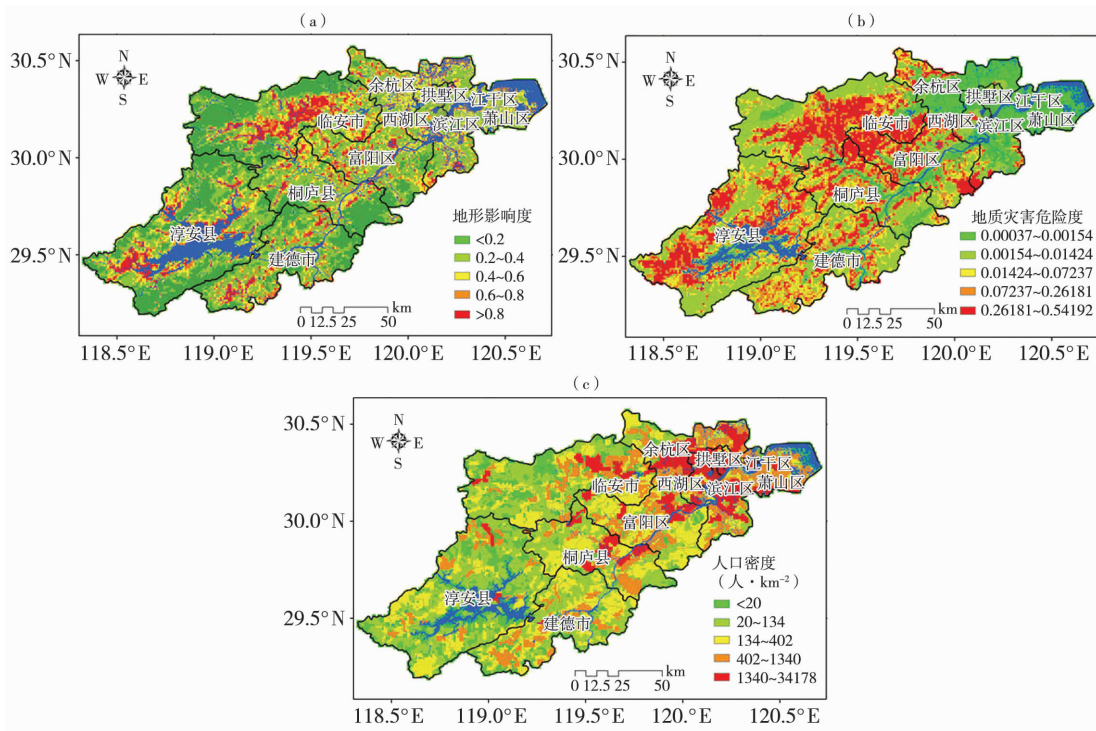 (a)
30.5°N
30.0°N
29.5°N
N
W E
S
余杭区
拱墅区
江干区
临安市
西湖区
滨江区
萧山区
富阳区
桐庐县
淳安县
建德市
地形影响度
<0.2
0.2~0.4
0.4~0.6
0.6~0.8
>0.8
km
0 12.5 25 50
118.5°E 119.0°E 119.5°E 120.0°E 120.5°E
(b)
30.5°N
30.0°N
29.5°N
N
W E
S
余杭区
拱墅区
江干区
临安市
西湖区
滨江区
萧山区
富阳区
桐庐县
淳安县
建德市
地质灾害危险度
0.00037~0.00154
0.00154~0.01424
0.01424~0.07237
0.07237~0.26181
0.26181~0.54192
km
0 12.5 25 50
118.5°E 119.0°E 119.5°E 120.0°E 120.5°E
(c)
30.5°N
30.0°N
29.5°N
N
W E
S
余杭区
拱墅区
江干区
临安市
西湖区
滨江区
萧山区
富阳区
桐庐县
淳安县
建德市
人口密度
(人·km⁻²)
<20
20~134
134~402
402~1340
1340~34178
km
0 12.5 25 50
118.5°E 119.0°E 119.5°E 120.0°E 120.5°E